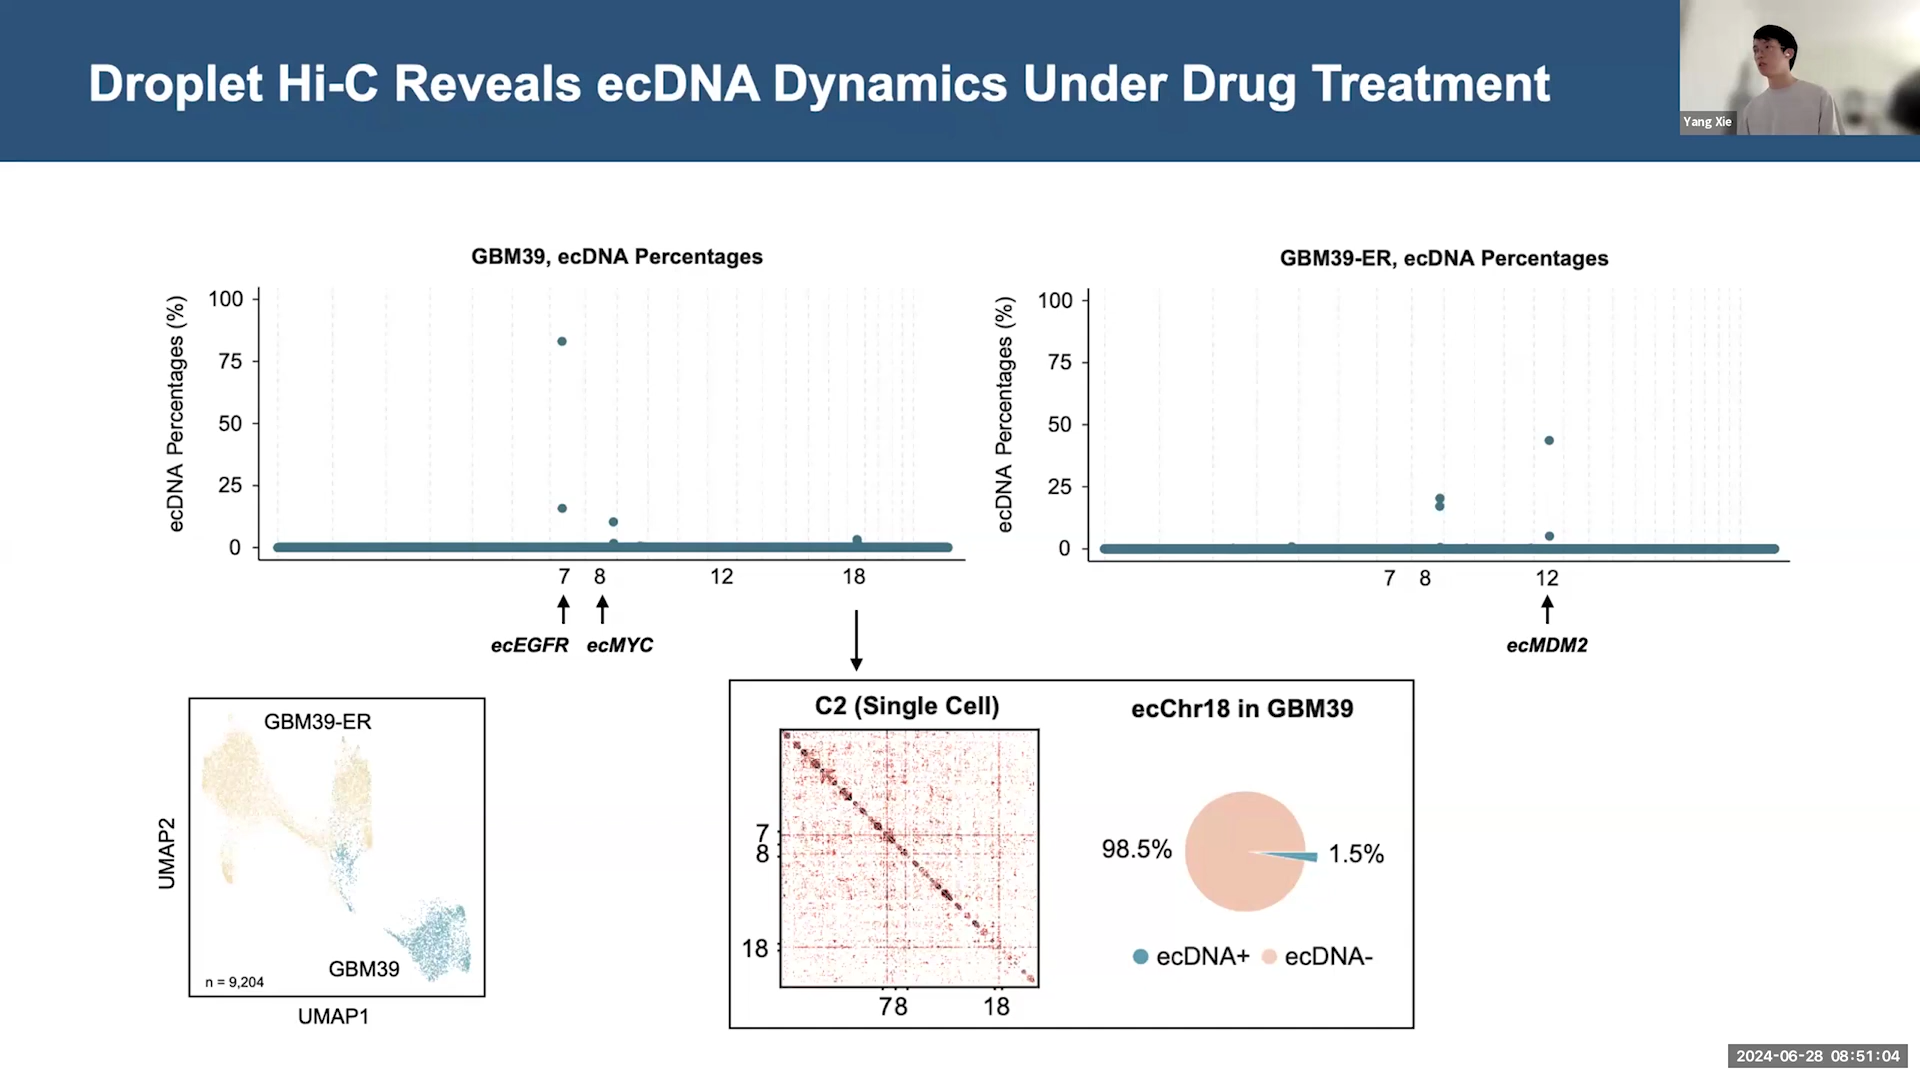 Droplet Hi-C Reveals ecDNA Dynamics Under Drug Treatment
Yang Xie
GBM39, ecDNA Percentages
ecDNA Percentages (%)
100
75
50
25
0
7 8 12 18
ecEGFR ecMYC
GBM39-ER, ecDNA Percentages
ecDNA Percentages (%)
100
75
50
25
0
7 8 12
ecMDM2
GBM39-ER
GBM39
n = 9,204
UMAP2
UMAP1
C2 (Single Cell)
7
8
18
78 18
ecChr18 in GBM39
98.5% 1.5%
ecDNA+ ecDNA-
2024-06-28 08:51:04